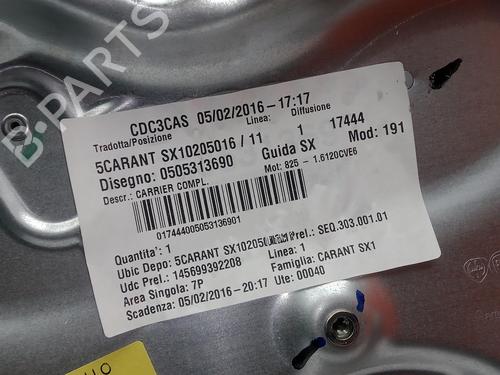 B-PARTS
CDC3CAS 05/02/2016-17:17
Tradotta/Posizione Linea: Diffusione
5CARANT SX10205016 / 11 1 17444
Disegno: 0505313690 Guida SX Mod: 191
Descr.: CARRIER COMPL. Mot: 825 - 1.6120CVE6
017444005053136901
Quantita': 1
Ubic Depo: 5CARANT SX10205 Prel.: SEQ.303.001.01
Udc Prel.: 145699392208 Linea: 1
Area Singola: 7P Famiglia: CARANT SX1
Scadenza: 05/02/2016-20:17 Ute: 00040